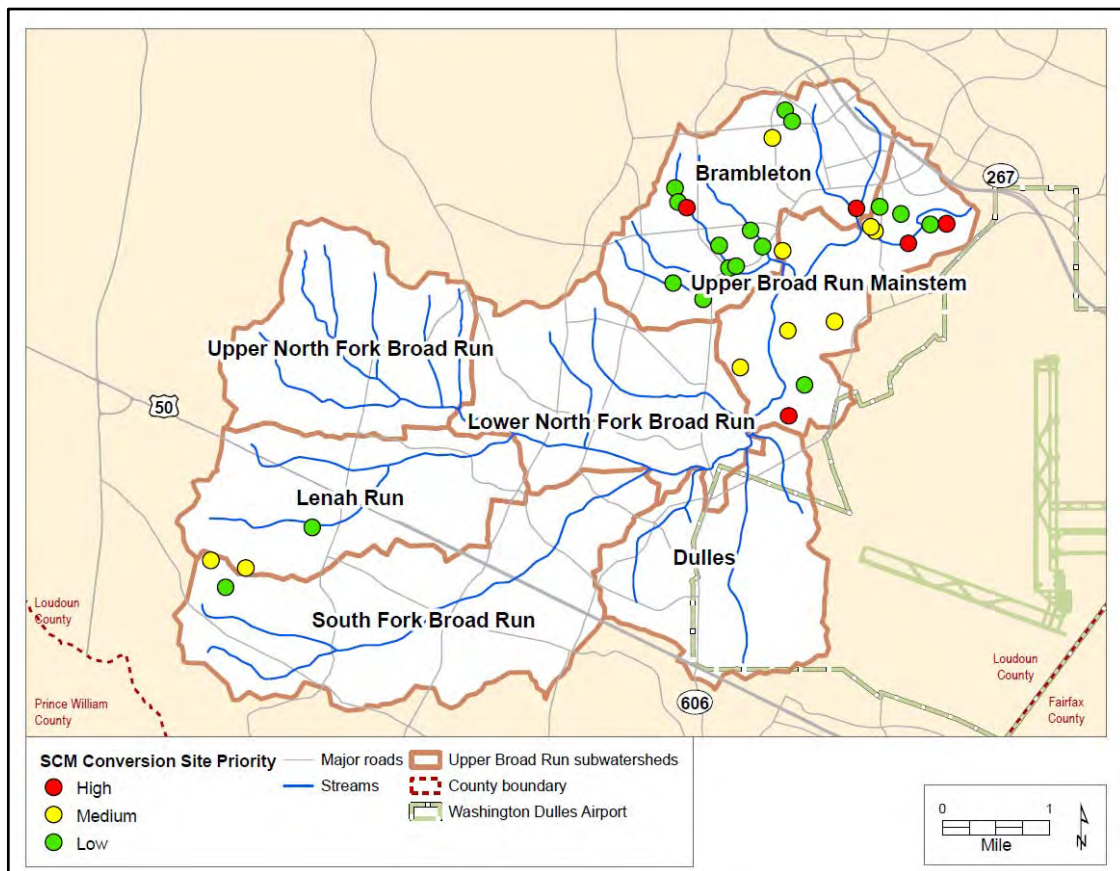 267
Brambleton
Upper Broad Run Mainstem
Upper North Fork Broad Run
50
Lower North Fork Broad Run
Lenah Run
Dulles
South Fork Broad Run
Loudoun
County
Prince William
County
606
Loudoun
County
Fairfax
County
SCM Conversion Site Priority
High
Medium
Low
Major roads
Streams
Upper Broad Run subwatersheds
County boundary
Washington Dulles Airport
0 1
Mile
N